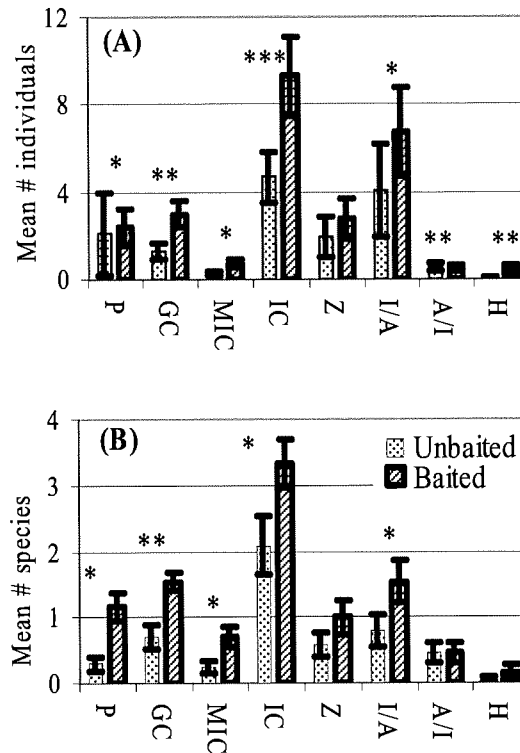 (A)
Mean # individuals
12
8
4
0
* ** * *** * ** **
P GC MIC IC Z I/A A/I H
(B)
Mean # species
4
3
2
1
0
Unbaited
Baited
* ** * * *
P GC MIC IC Z I/A A/I H